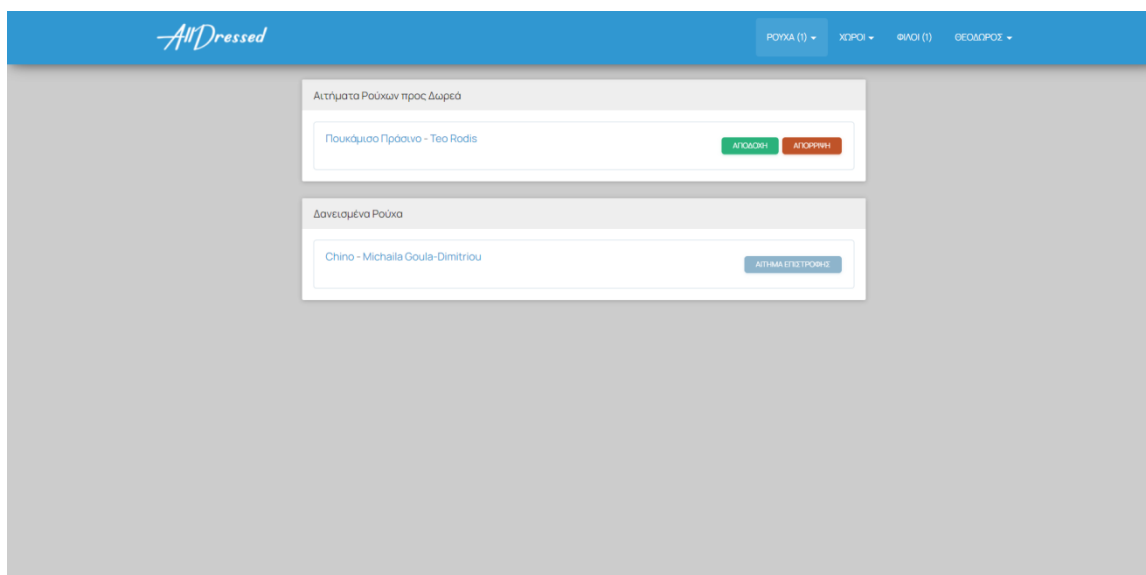 AllDressed
ΡΟΥΧΑ (1) ΧΩΡΟΙ ΦΙΛΟΙ (1) ΘΕΟΔΩΡΟΣ
Αιτήματα Ρούχων προς Δωρεά
Πουκάμισο Πράσινο - Teo Rodis
ΑΠΟΔΟΧΗ ΑΠΟΡΡΙΨΗ
Δανεισμένα Ρούχα
Chino - Michaila Goula-Dimitriou
ΑΙΤΗΜΑ ΕΠΙΣΤΡΟΦΗΣ